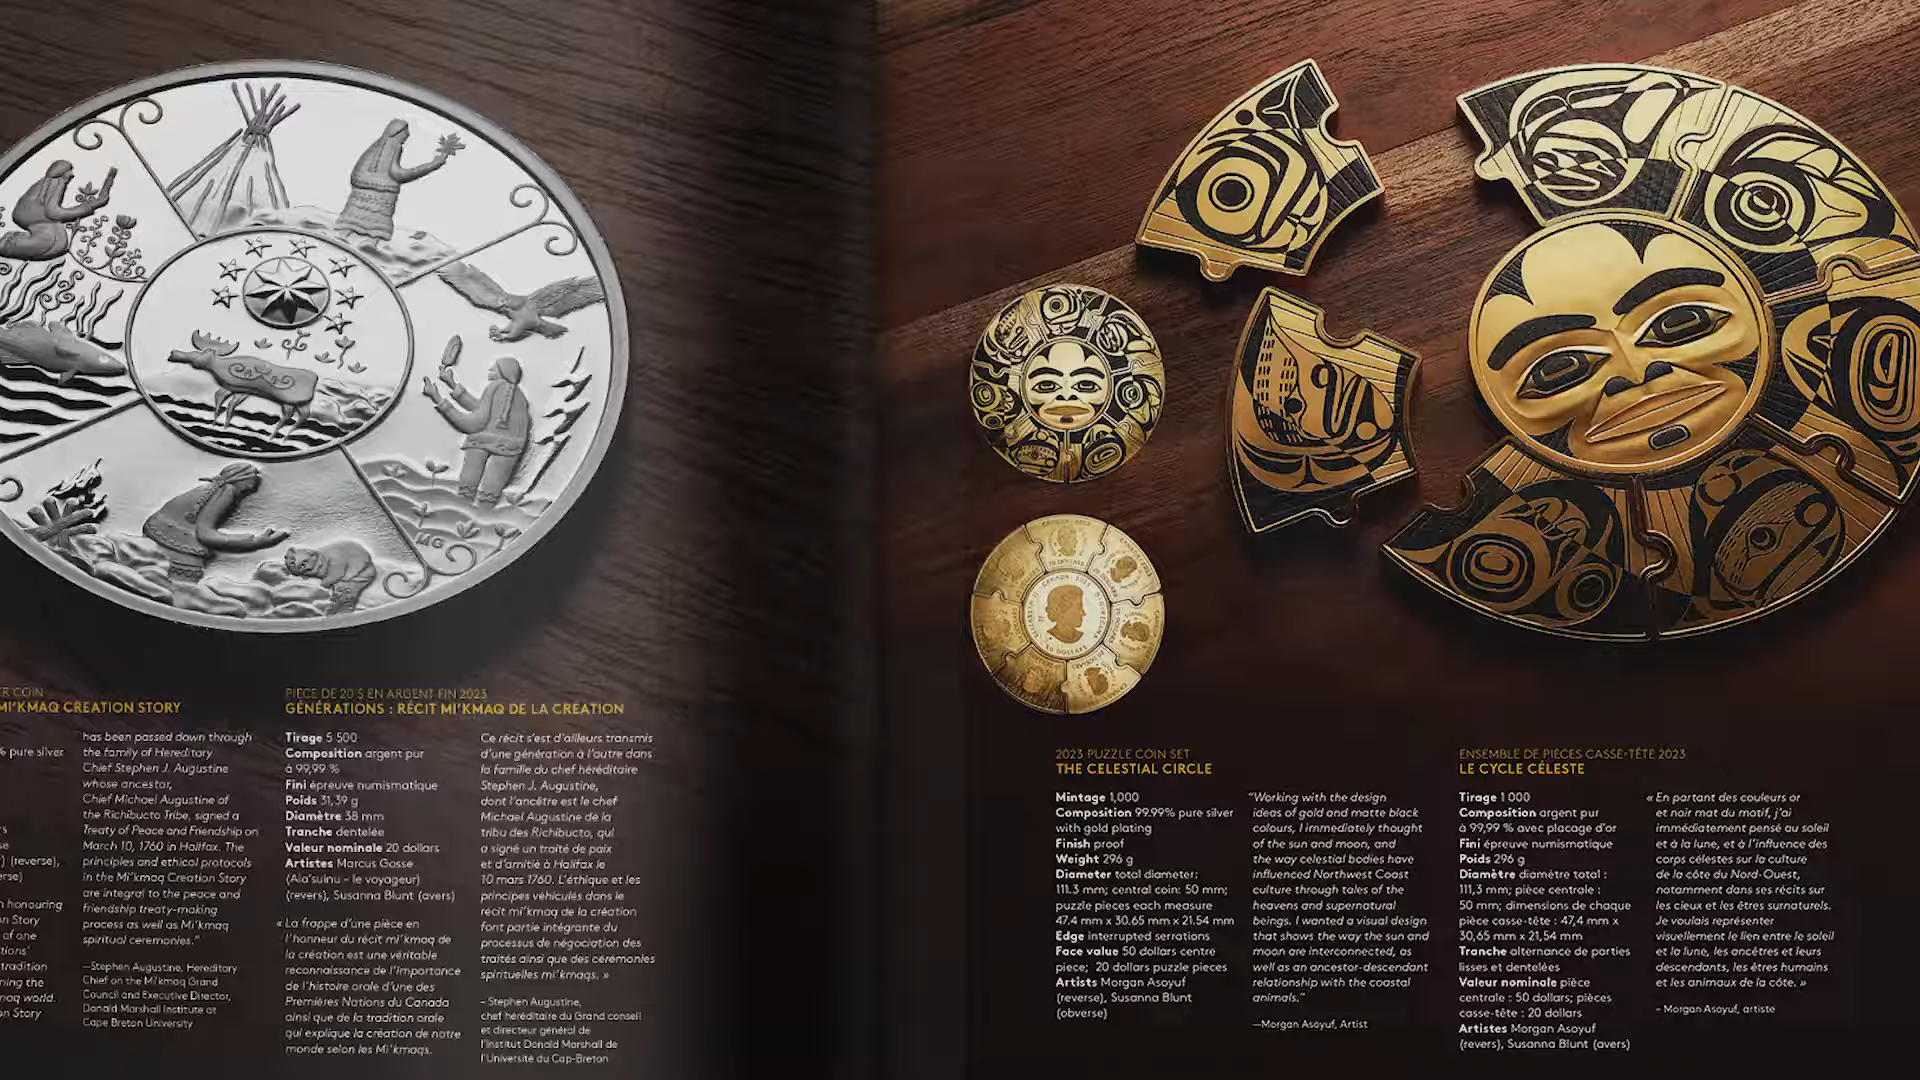 R COIN
MI'KMAQ CREATION STORY
% pure silver
(reverse),
honouring
Story
of one
tradition
ning the
maq world.
on Story
has been passed down through
the family of Hereditary
Chief Stephen J. Augustine
whose ancestor,
Chief Michael Augustine of
the Richibucto Tribe, signed a
Treaty of Peace and Friendship on
March 10, 1760 in Halifax. The
principles and ethical protocols
in the Mi'kmaq Creation Story
are integral to the peace and
friendship treaty-making
process as well as Mi'kmaq
spiritual ceremonies."
—Stephen Augustine, Hereditary
Chief on the Mi'kmaq Grand
Council and Executive Director,
Donald Marshall Institute at
Cape Breton University
PIÈCE DE 20 $ EN ARGENT FIN 2023
GÉNÉRATIONS : RÉCIT MI'KMAQ DE LA CRÉATION
Tirage 5 500
Composition argent pur
à 99,99 %
Fini épreuve numismatique
Poids 31,39 g
Diamètre 38 mm
Tranche dentelée
Valeur nominale 20 dollars
Artistes Marcus Gosse
(Ala'suinu – le voyageur)
(revers), Susanna Blunt (avers)
« La frappe d'une pièce en
l'honneur du récit mi'kmaq de
la création est une véritable
reconnaissance de l'importance
de l'histoire orale d'une des
Premières Nations du Canada
ainsi que de la tradition orale
qui explique la création de notre
monde selon les Mi'kmaqs.
Ce récit s'est d'ailleurs transmis
d'une génération à l'autre dans
la famille du chef héréditaire
Stephen J. Augustine,
dont l'ancêtre est le chef
Michael Augustine de la
tribu des Richibucto, qui
a signé un traité de paix
et d'amitié à Halifax le
10 mars 1760. L'éthique et les
principes véhiculés dans le
récit mi'kmaq de la création
font partie intégrante du
processus de négociation des
traités ainsi que des cérémonies
spirituelles mi'kmaqs. »
– Stephen Augustine,
chef héréditaire du Grand conseil
et directeur général de
l'Institut Donald Marshall de
l'Université du Cap-Breton
MG
2023 PUZZLE COIN SET
THE CELESTIAL CIRCLE
Mintage 1,000
Composition 99.99% pure silver
with gold plating
Finish proof
Weight 296 g
Diameter total diameter:
111.3 mm; central coin: 50 mm;
puzzle pieces each measure
47.4 mm x 30.65 mm x 21.54 mm
Edge interrupted serrations
Face value 50 dollars centre
piece; 20 dollars puzzle pieces
Artists Morgan Asoyuf
(reverse), Susanna Blunt
(obverse)
"Working with the design
ideas of gold and matte black
colours, I immediately thought
of the sun and moon, and
the way celestial bodies have
influenced Northwest Coast
culture through tales of the
heavens and supernatural
beings. I wanted a visual design
that shows the way the sun and
moon are interconnected, as
well as an ancestor-descendant
relationship with the coastal
animals."
—Morgan Asoyuf, Artist
ENSEMBLE DE PIÈCES CASSE-TÊTE 2023
LE CYCLE CÉLESTE
Tirage 1 000
Composition argent pur
à 99,99 % avec placage d'or
Fini épreuve numismatique
Poids 296 g
Diamètre diamètre total :
111,3 mm; pièce centrale :
50 mm; dimensions de chaque
pièce casse-tête : 47,4 mm x
30,65 mm x 21,54 mm
Tranche alternance de parties
lisses et dentelées
Valeur nominale pièce
centrale : 50 dollars; pièces
casse-tête : 20 dollars
Artistes Morgan Asoyuf
(revers), Susanna Blunt (avers)
« En partant des couleurs or
et noir mat du motif, j'ai
immédiatement pensé au soleil
et à la lune, et à l'influence des
corps célestes sur la culture
de la côte du Nord-Ouest,
notamment dans ses récits sur
les cieux et les êtres surnaturels.
Je voulais représenter
visuellement le lien entre le soleil
et la lune, les ancêtres et leurs
descendants, les êtres humains
et les animaux de la côte. »
– Morgan Asoyuf, artiste